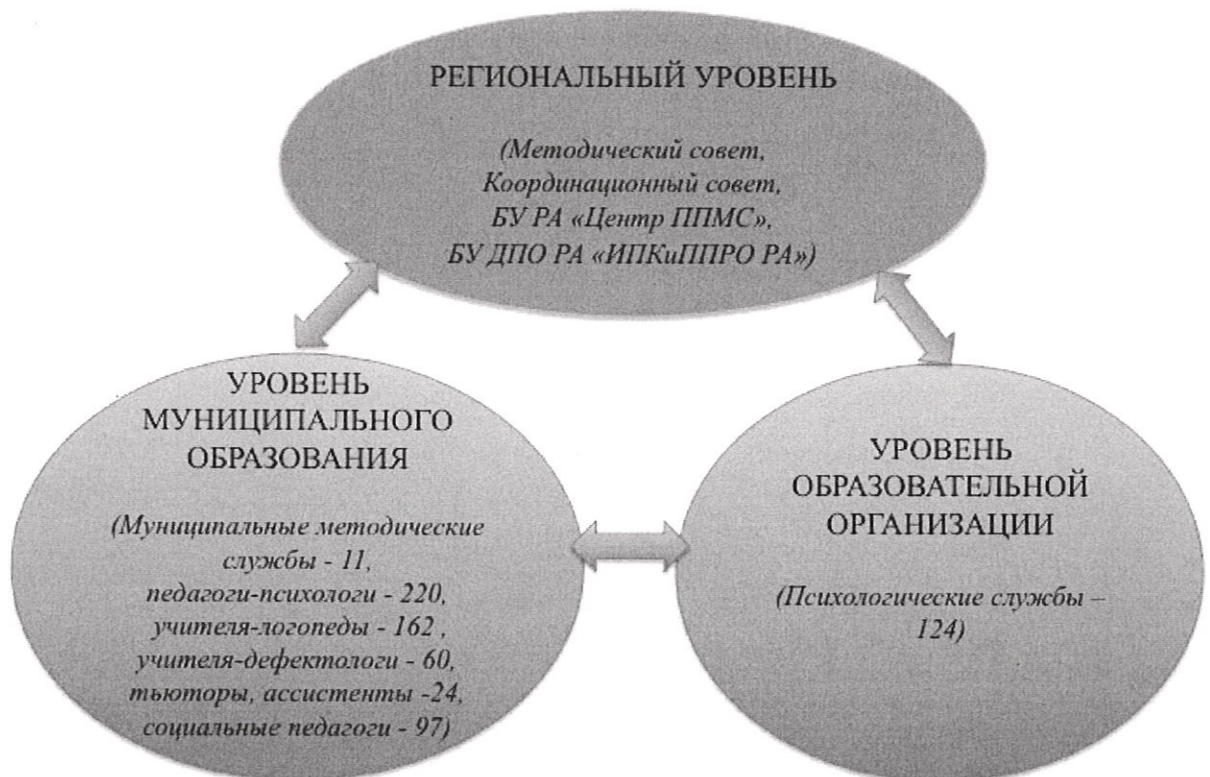 РЕГИОНАЛЬНЫЙ УРОВЕНЬ
(Методический совет,
Координационный совет,
БУ РА «Центр ППМС»,
БУ ДПО РА «ИПКиППРО РА»)
УРОВЕНЬ
МУНИЦИПАЛЬНОГО
ОБРАЗОВАНИЯ
(Муниципальные методические
службы - 11,
педагоги-психологи - 220,
учителя-логопеды - 162 ,
учителя-дефектологи - 60,
тьюторы, ассистенты -24,
социальные педагоги - 97)
УРОВЕНЬ
ОБРАЗОВАТЕЛЬНОЙ
ОРГАНИЗАЦИИ
(Психологические службы –
124)